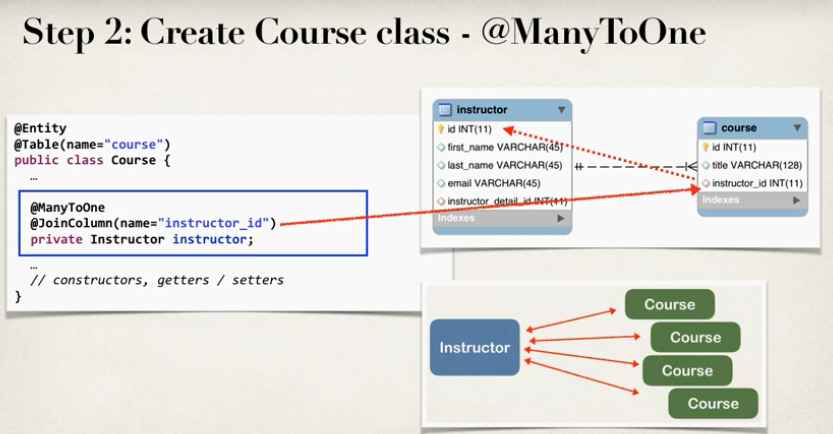 Step 2: Create Course class - @ManyToOne
@Entity
@Table(name="course")
public class Course {
…
@ManyToOne
@JoinColumn(name="instructor_id")
private Instructor instructor;
…
// constructors, getters / setters
}
instructor
id INT(11)
first_name VARCHAR(45)
last_name VARCHAR(45)
email VARCHAR(45)
instructor_detail_id INT(11)
Indexes
course
id INT(11)
title VARCHAR(128)
instructor_id INT(11)
Indexes
Instructor
Course
Course
Course
Course